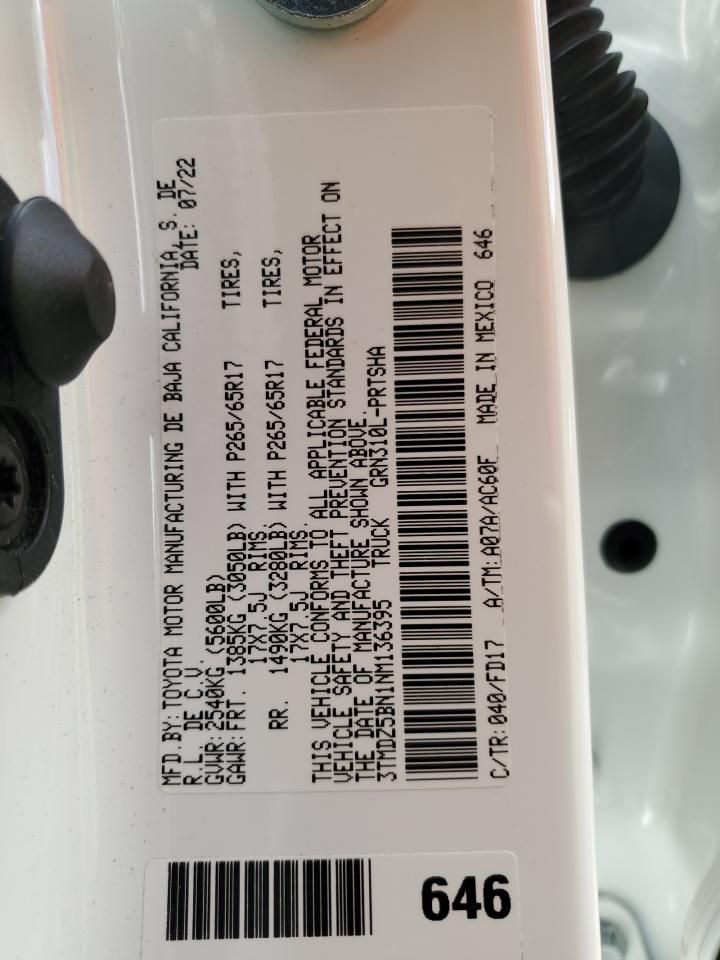 MFD.BY:TOYOTA MOTOR MANUFACTURING DE BAJA CALIFORNIA, S. DE
R.L. DE C.V. DATE: 07/22
GVWR:2540KG (5600LB)
GAWR:FRT. 1385KG (3050LB) WITH P265/65R17 TIRES,
17X7.5J RIMS.
RR. 1490KG (3280LB) WITH P265/65R17 TIRES,
17X7.5J RIMS.
THIS VEHICLE CONFORMS TO ALL APPLICABLE FEDERAL MOTOR
VEHICLE SAFETY AND THEFT PREVENTION STANDARDS IN EFFECT ON
THE DATE OF MANUFACTURE SHOWN ABOVE.
3TMDZ5BN1NM136395 TRUCK GRN310L-PRTSHA
C/TR:040/FD17 A/TM:A07A/AC60F MADE IN MEXICO 646
646